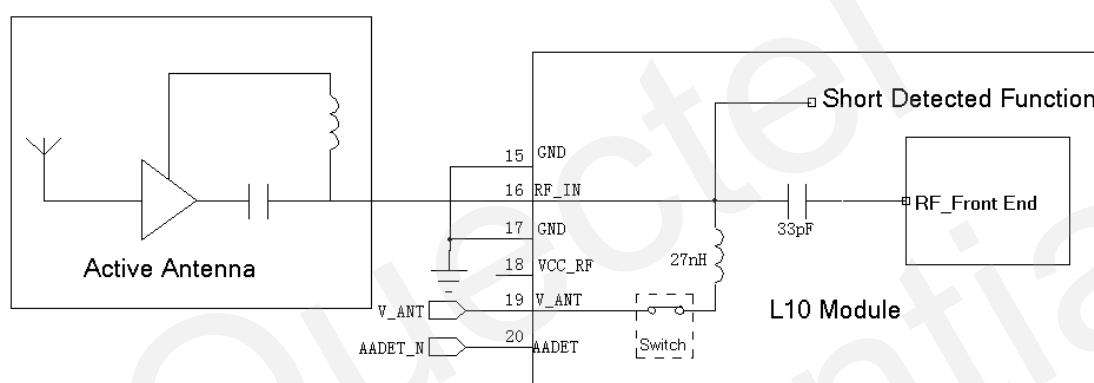 Short Detected Function
15 GND
16 RF_IN
RF_Front End
17 GND
33pF
Active Antenna
18 VCC_RF
27nH
V_ANT 19 V_ANT
L10 Module
AADET_N 20 AADET
Switch
Quectel